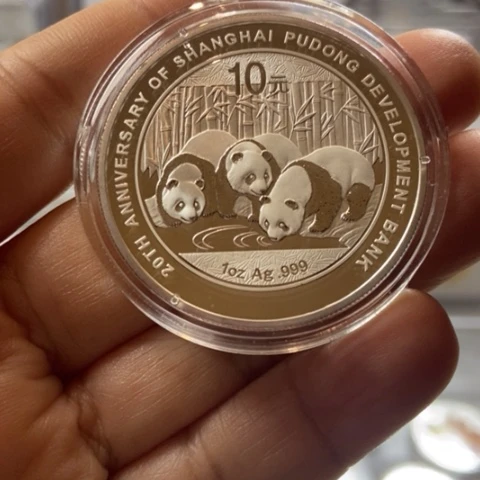 20TH ANNIVERSARY OF SHANGHAI PUDONG DEVELOPMENT BANK
10元
1oz Ag .999